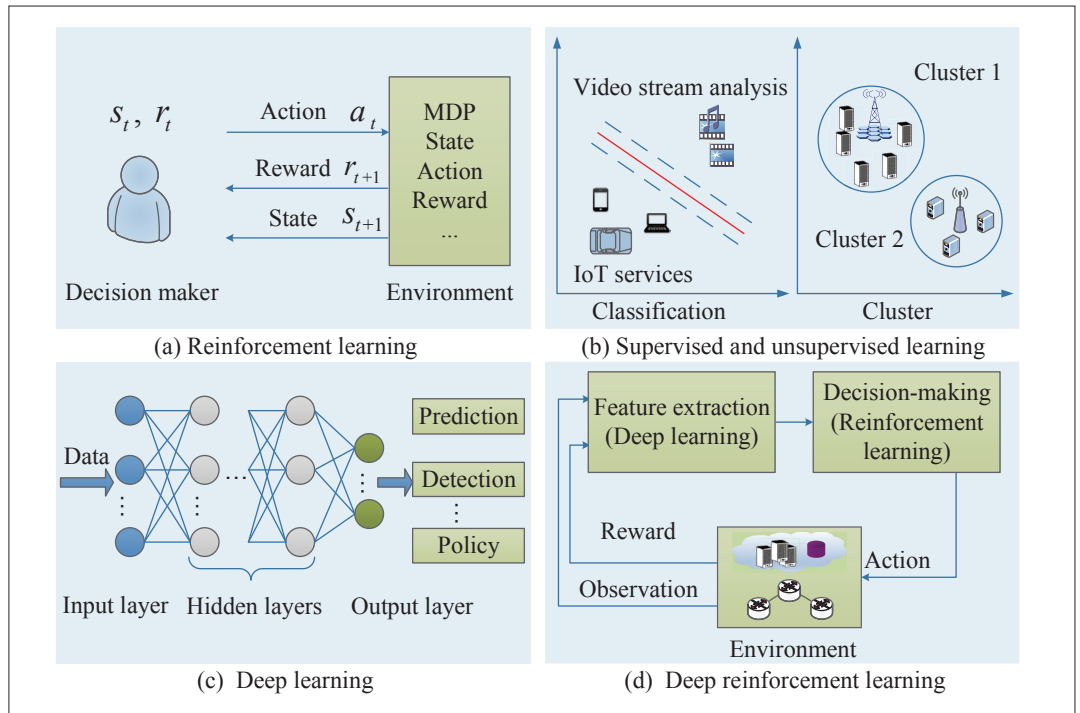 s_t, r_t
Action a_t
Reward r_{t+1}
State s_{t+1}
MDP
State
Action
Reward
...
Decision maker
Environment
(a) Reinforcement learning
Video stream analysis
IoT services
Classification
Cluster 1
Cluster 2
Cluster
(b) Supervised and unsupervised learning
Data
...
Prediction
Detection
Policy
Input layer
Hidden layers
Output layer
(c) Deep learning
Feature extraction
(Deep learning)
Decision-making
(Reinforcement
learning)
Reward
Observation
Action
Environment
(d) Deep reinforcement learning